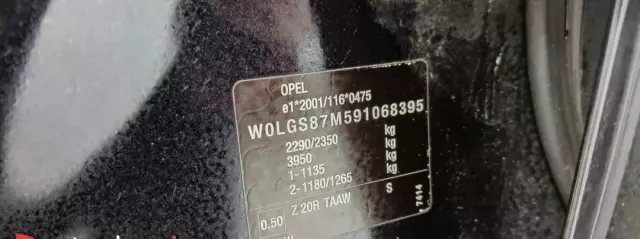 OPEL
e1*2001/116*0475
W0LGS87M591068395
2290/2350 kg
3950 kg
1-1135 kg
2-1180/1265 kg
S
0.50 Z 20R TAAW
7414